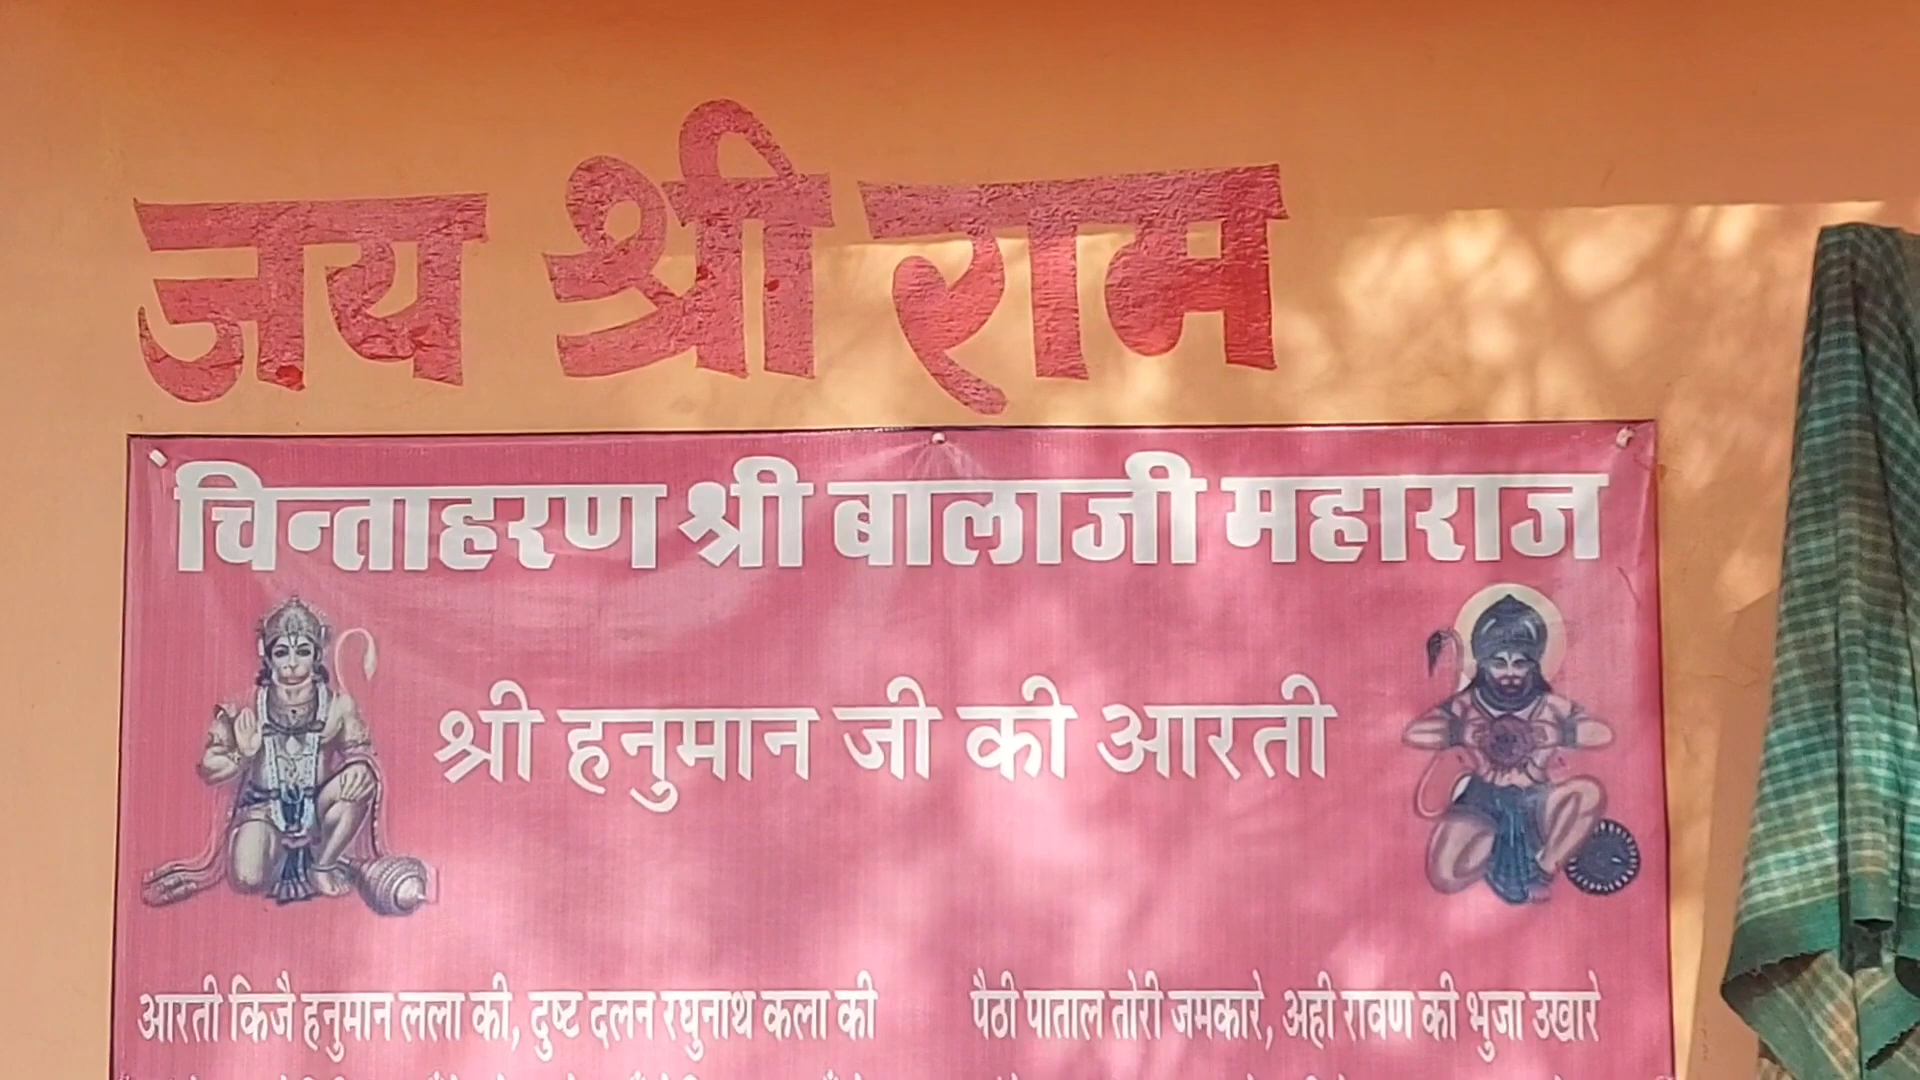 जय श्री राम
चिन्ताहरण श्री बालाजी महाराज
श्री हनुमान जी की आरती
आरती किजै हनुमान लला की, दुष्ट दलन रघुनाथ कला की
पैठी पाताल तोरी जमकारे, अही रावण की भुजा उखारे